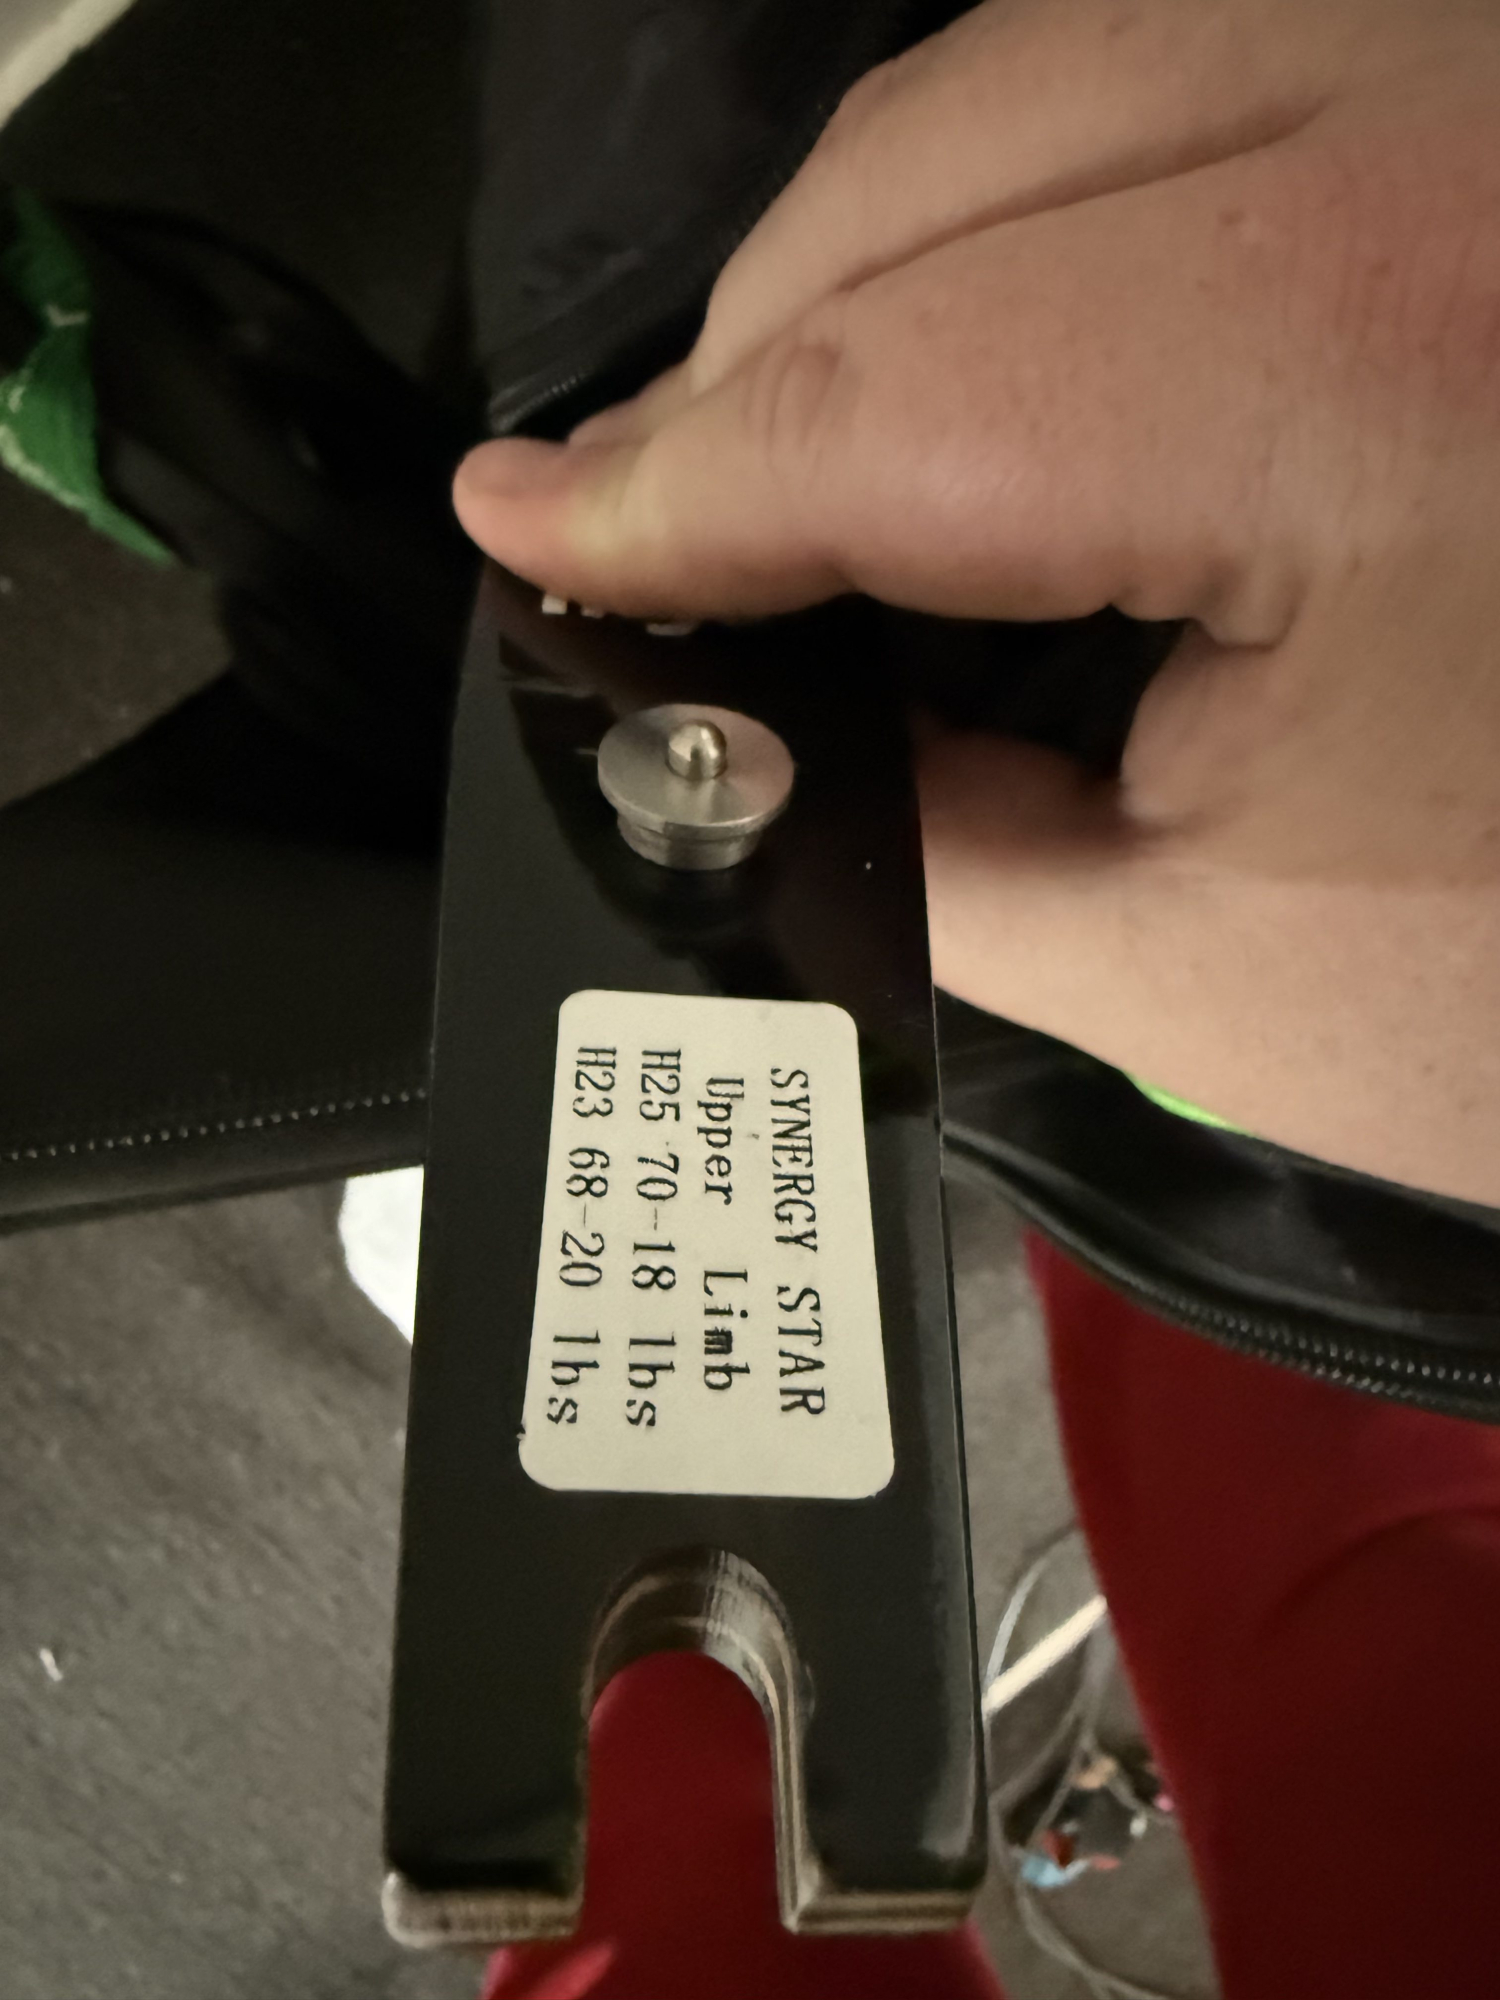 SYNERGY STAR
Upper Limb
H25 70-18 lbs
H23 68-20 lbs